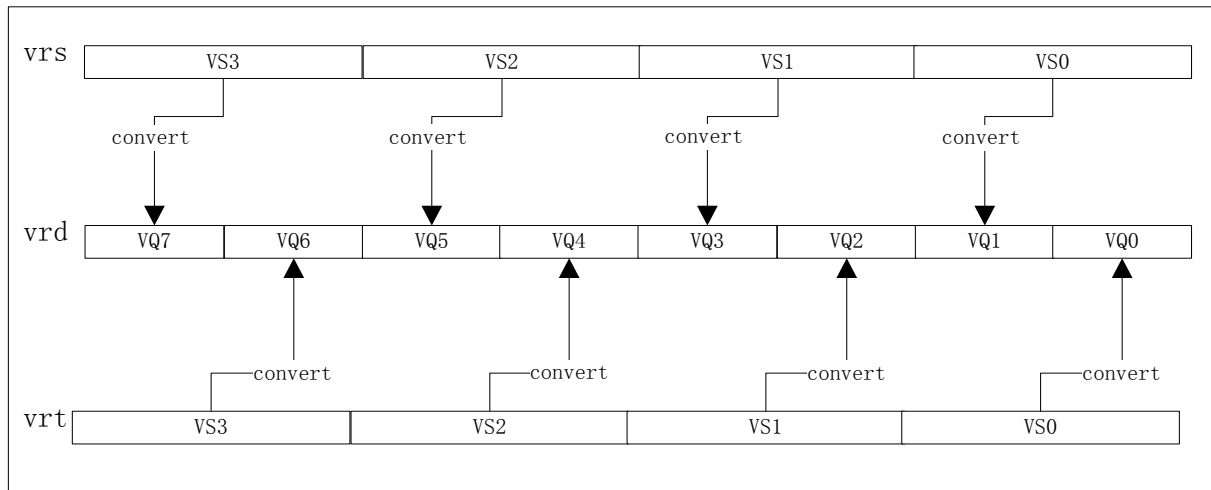 vrs VS3 VS2 VS1 VS0
convert convert convert convert
vrd VQ7 VQ6 VQ5 VQ4 VQ3 VQ2 VQ1 VQ0
convert convert convert convert
vrt VS3 VS2 VS1 VS0